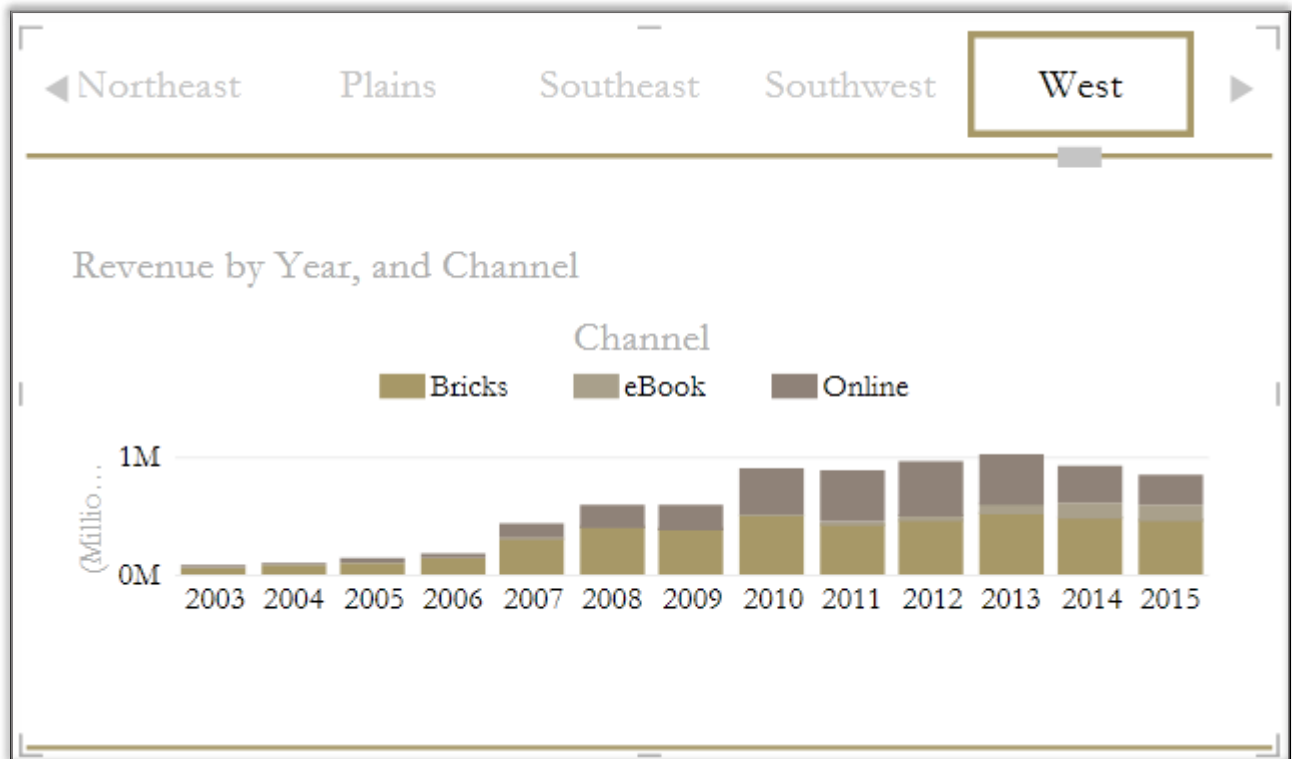 Northeast Plains Southeast Southwest West
Revenue by Year, and Channel
Channel
Bricks eBook Online
1M
(Millio...
0M
2003 2004 2005 2006 2007 2008 2009 2010 2011 2012 2013 2014 2015